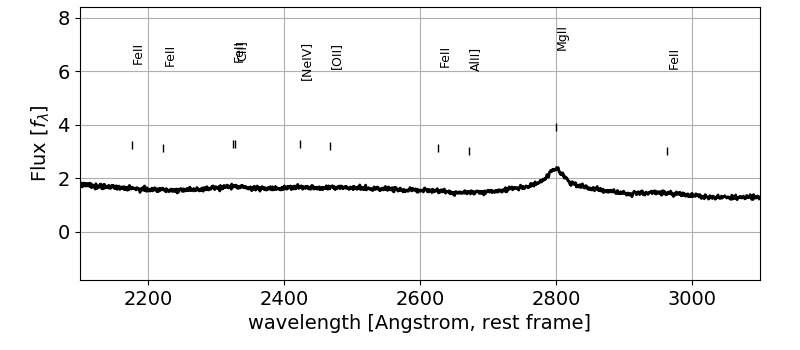 8
6
4
2
0
Flux [fλ]
FeII
FeII
FeII
CII]
[NeIV]
[OII]
FeII
AlII]
MgII
FeII
2200 2400 2600 2800 3000
wavelength [Angstrom, rest frame]